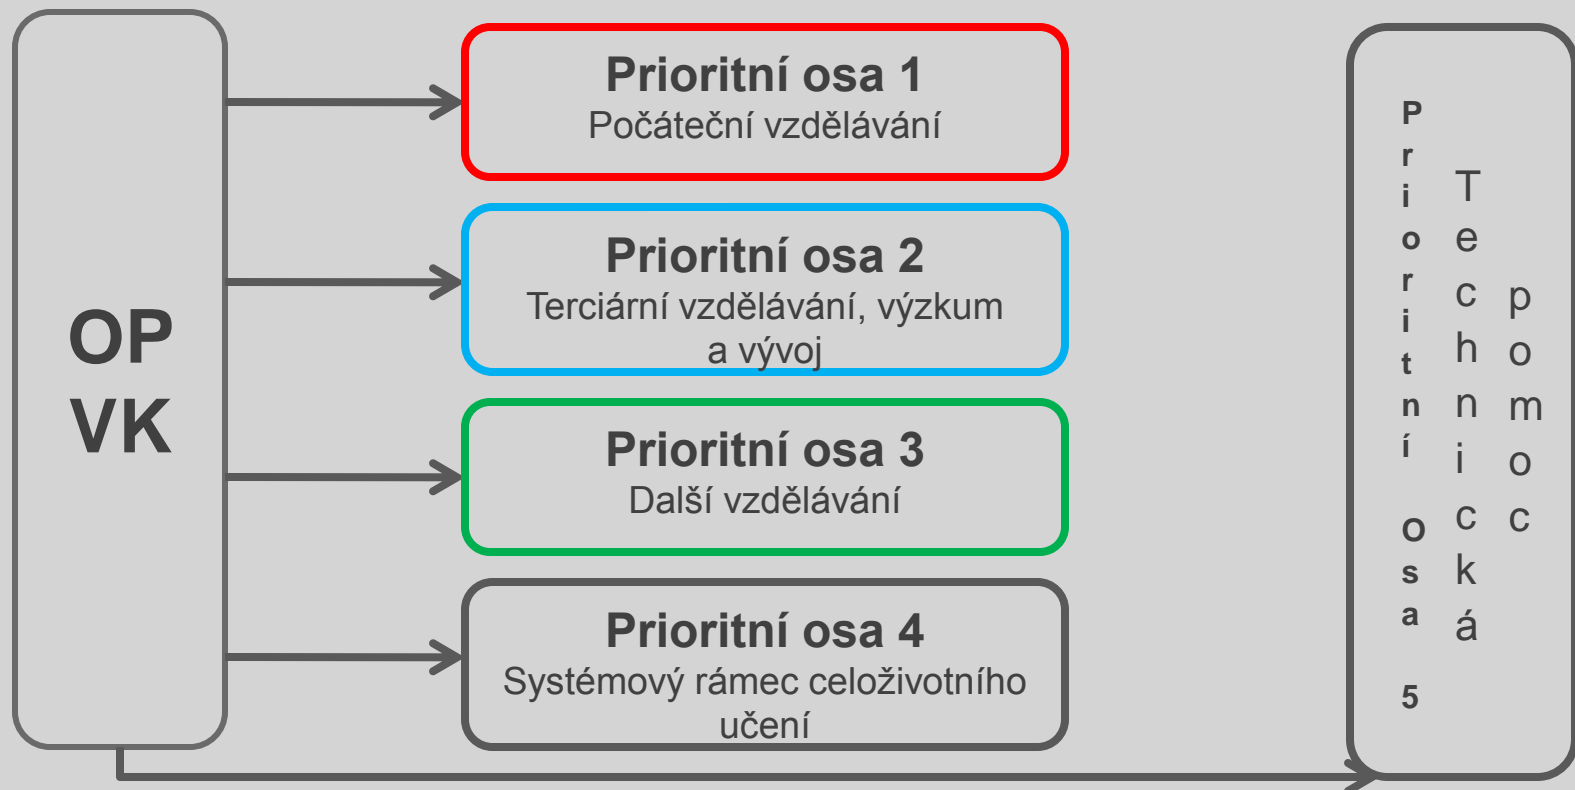 OP
VK
Prioritní osa 1
Počáteční vzdělávání
Prioritní osa 2
Terciární vzdělávání, výzkum
a vývoj
Prioritní osa 3
Další vzdělávání
Prioritní osa 4
Systémový rámec celoživotního
učení
Prioritní osa 5
Technická
pomoc